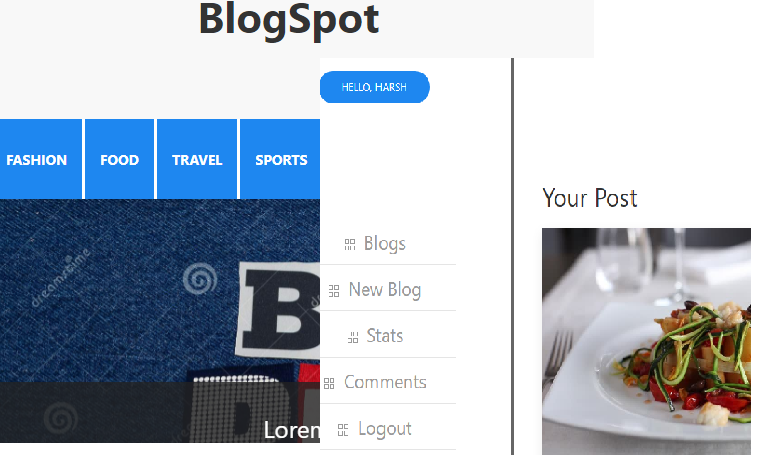 BlogSpot
HELLO, HARSH
FASHION FOOD TRAVEL SPORTS
Your Post
Blogs
New Blog
Stats
Comments
Logout
dreamstime
B
D
Lorem